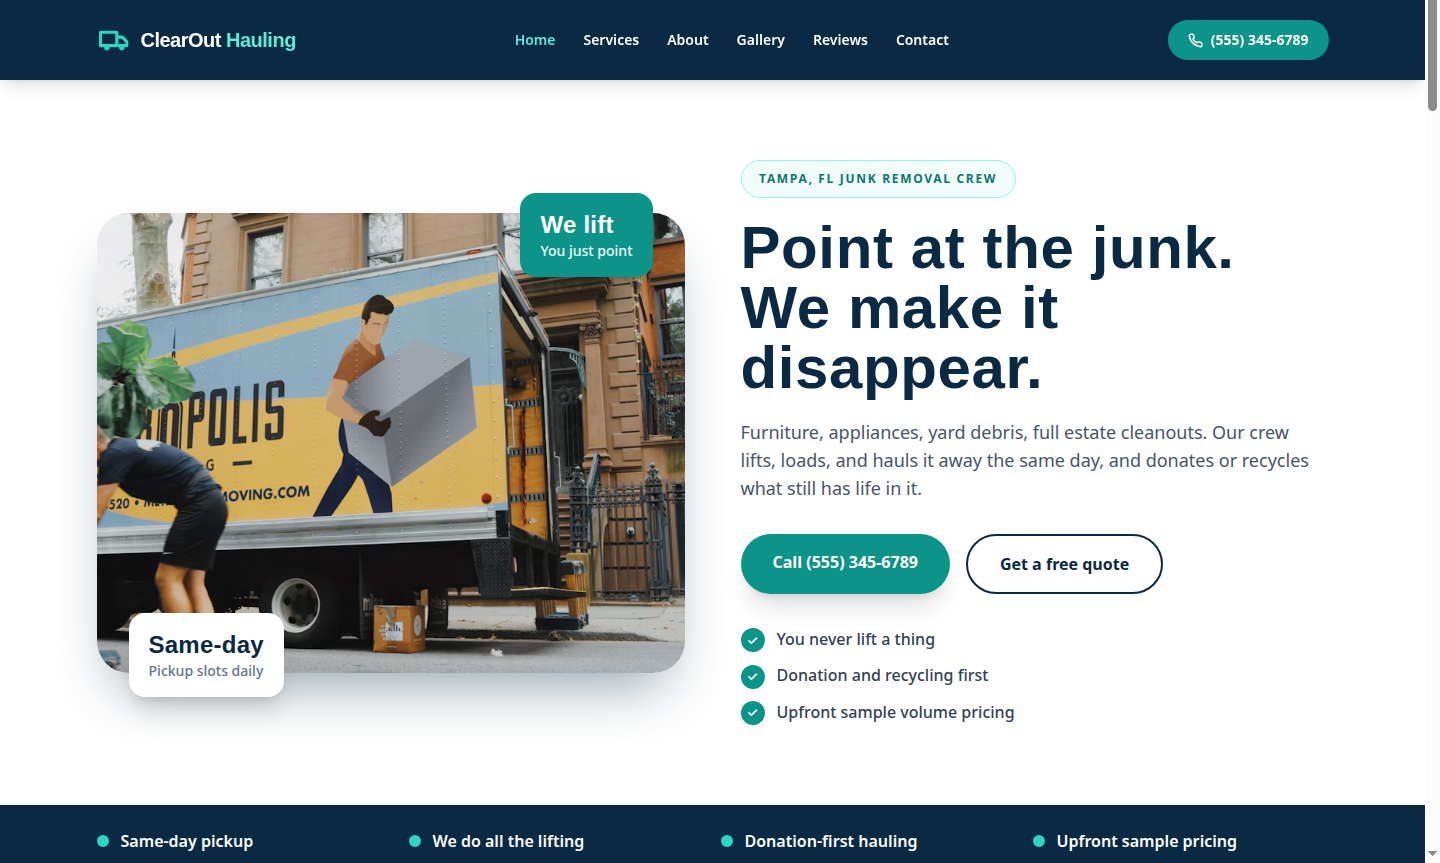 ClearOut Hauling
Home
Services
About
Gallery
Reviews
Contact
(555) 345-6789
TAMPA, FL JUNK REMOVAL CREW
We lift
You just point
Point at the junk.
We make it
disappear.
Furniture, appliances, yard debris, full estate cleanouts. Our crew
lifts, loads, and hauls it away the same day, and donates or recycles
what still has life in it.
Call (555) 345-6789
Get a free quote
You never lift a thing
Donation and recycling first
Upfront sample volume pricing
POLIS
MOVING.COM
Same-day
Pickup slots daily
Same-day pickup
We do all the lifting
Donation-first hauling
Upfront sample pricing